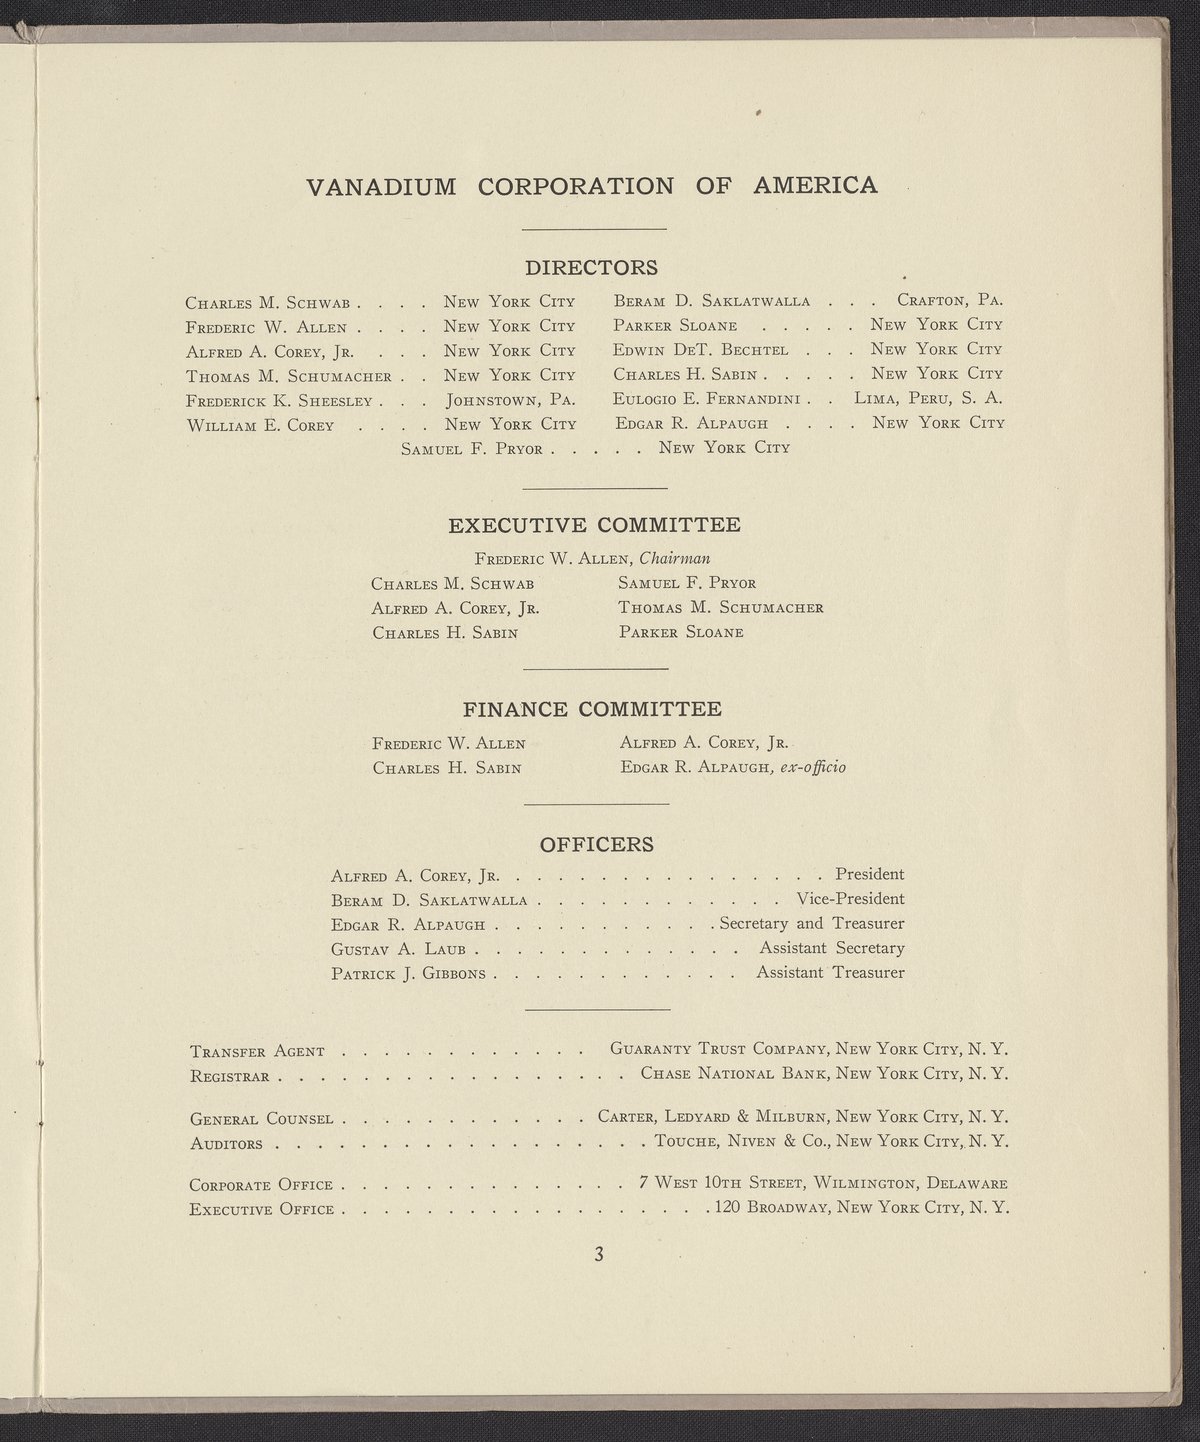 VANADIUM CORPORATION OF AMERICA
DIRECTORS
CHARLES M. SCHWAB . . . . NEW YORK CITY
FREDERIC W. ALLEN . . . . NEW YORK CITY
ALFRED A. COREY, JR. . . . NEW YORK CITY
THOMAS M. SCHUMACHER . . NEW YORK CITY
FREDERICK K. SHEESLEY . . . JOHNSTOWN, PA.
WILLIAM E. COREY . . . . NEW YORK CITY
BERAM D. SAKLATWALLA . . . CRAFTON, PA.
PARKER SLOANE . . . . . NEW YORK CITY
EDWIN DET. BECHTEL . . . NEW YORK CITY
CHARLES H. SABIN . . . . . NEW YORK CITY
EULOGIO E. FERNANDINI . . LIMA, PERU, S. A.
EDGAR R. ALPAUGH . . . . NEW YORK CITY
SAMUEL F. PRYOR . . . . . NEW YORK CITY
EXECUTIVE COMMITTEE
FREDERIC W. ALLEN, Chairman
CHARLES M. SCHWAB
ALFRED A. COREY, JR.
CHARLES H. SABIN
SAMUEL F. PRYOR
THOMAS M. SCHUMACHER
PARKER SLOANE
FINANCE COMMITTEE
FREDERIC W. ALLEN
CHARLES H. SABIN
ALFRED A. COREY, JR.
EDGAR R. ALPAUGH, ex-officio
OFFICERS
ALFRED A. COREY, JR. . . . . . . . . . . . . . . . President
BERAM D. SAKLATWALLA . . . . . . . . . . . . Vice-President
EDGAR R. ALPAUGH . . . . . . . . . . . Secretary and Treasurer
GUSTAV A. LAUB . . . . . . . . . . . . . Assistant Secretary
PATRICK J. GIBBONS . . . . . . . . . . . . Assistant Treasurer
TRANSFER AGENT . . . . . . . . . . . . GUARANTY TRUST COMPANY, NEW YORK CITY, N. Y.
REGISTRAR . . . . . . . . . . . . . . . . . CHASE NATIONAL BANK, NEW YORK CITY, N. Y.
GENERAL COUNSEL . . . . . . . . . . . . CARTER, LEDYARD & MILBURN, NEW YORK CITY, N. Y.
AUDITORS . . . . . . . . . . . . . . . . . . TOUCHE, NIVEN & CO., NEW YORK CITY, N. Y.
CORPORATE OFFICE . . . . . . . . . . . . . . 7 WEST 10TH STREET, WILMINGTON, DELAWARE
EXECUTIVE OFFICE . . . . . . . . . . . . . . . . . . 120 BROADWAY, NEW YORK CITY, N. Y.
3